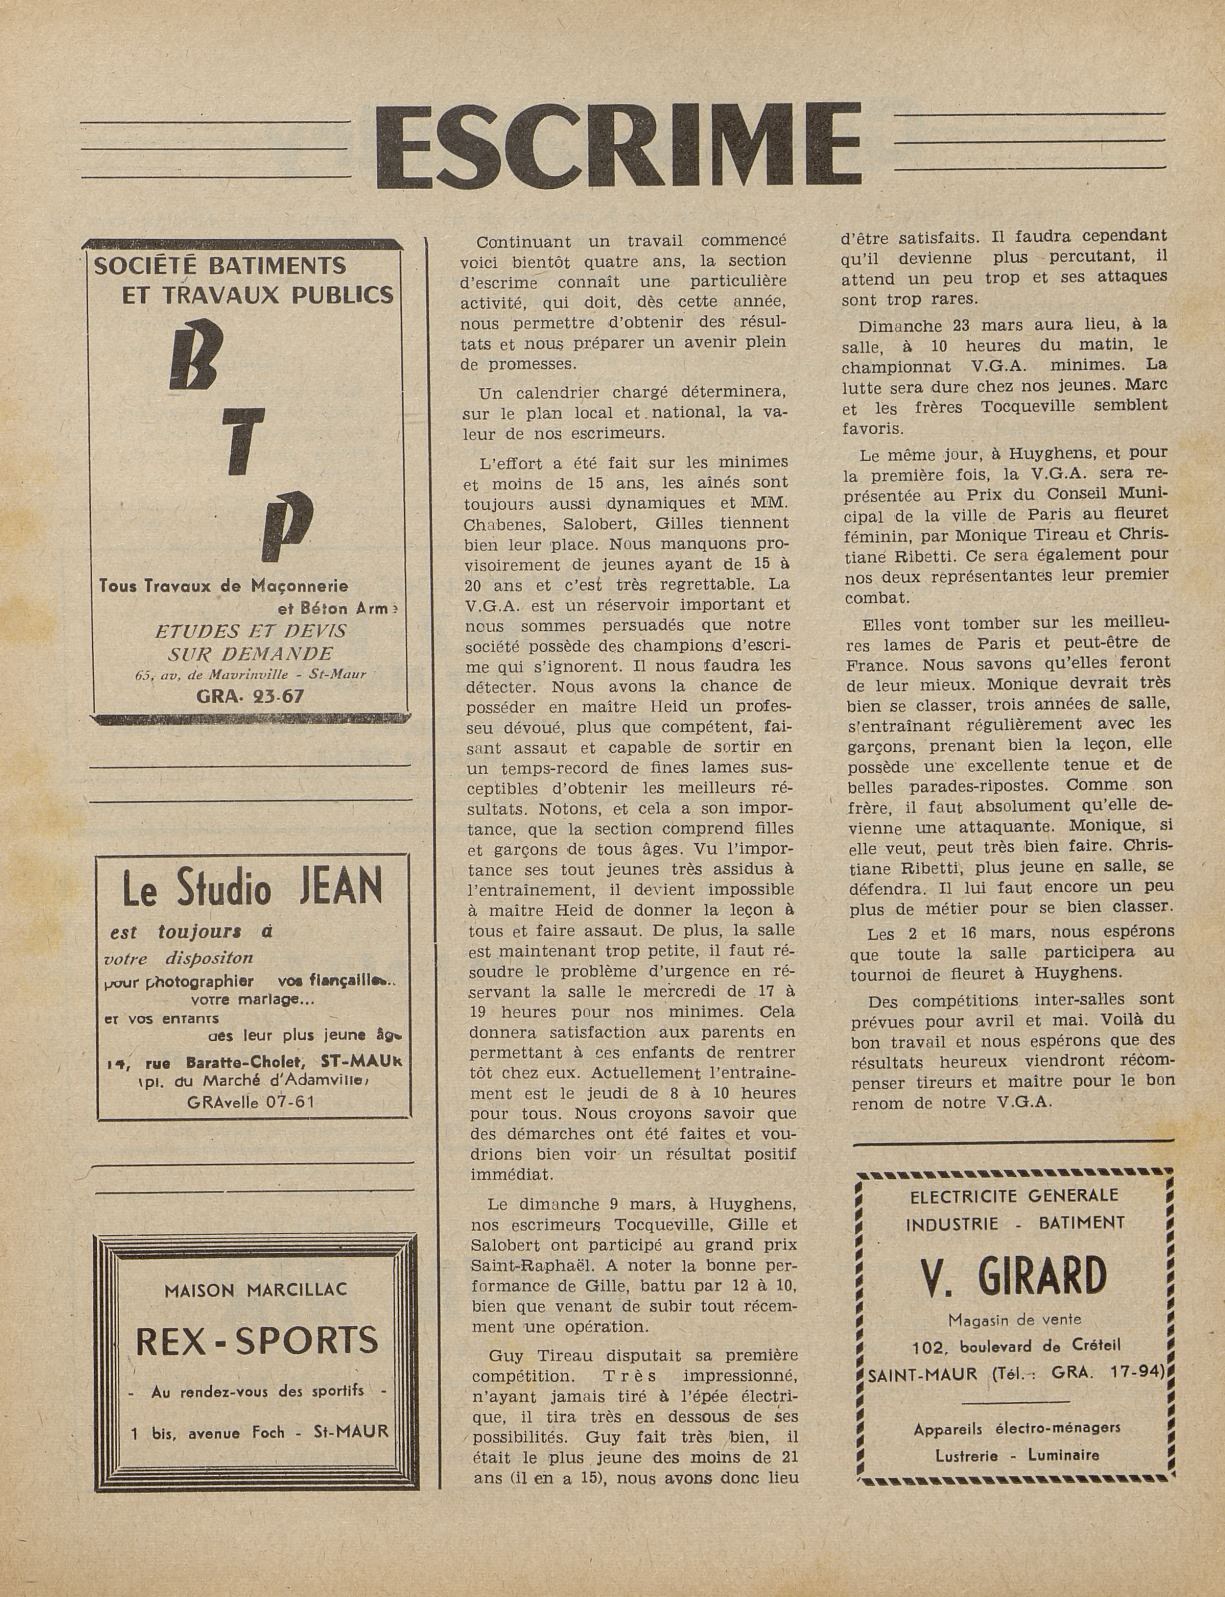 ESCRIME
SOCIÉTÉ BATIMENTS
ET TRAVAUX PUBLICS
B
T
P
Tous Travaux de Maçonnerie
et Béton Arm
ETUDES ET DEVIS
SUR DEMANDE
65, av, de Mavrinville - St-Maur
GRA. 23-67
Le Studio JEAN
est toujours à
votre dispositon
pour photographier vos fiançailles..
votre mariage...
et vos enfants
dès leur plus jeune âge
14, rue Baratte-Cholet, ST-MAUR
(pl. du Marché d'Adamville)
GRAvelle 07-61
MAISON MARCILLAC
REX - SPORTS
- Au rendez-vous des sportifs -
1 bis, avenue Foch - St-MAUR
Continuant un travail commencé
voici bientôt quatre ans, la section
d'escrime connaît une particulière
activité, qui doit, dès cette année,
nous permettre d'obtenir des résul-
tats et nous préparer un avenir plein
de promesses.
Un calendrier chargé déterminera,
sur le plan local et national, la va-
leur de nos escrimeurs.
L'effort a été fait sur les minimes
et moins de 15 ans, les aînés sont
toujours aussi dynamiques et MM.
Chabenes, Salobert, Gilles tiennent
bien leur place. Nous manquons pro-
visoirement de jeunes ayant de 15 à
20 ans et c'est très regrettable. La
V.G.A. est un réservoir important et
nous sommes persuadés que notre
société possède des champions d'escri-
me qui s'ignorent. Il nous faudra les
détecter. Nous avons la chance de
posséder en maître Heid un profes-
seu dévoué, plus que compétent, fai-
sant assaut et capable de sortir en
un temps-record de fines lames sus-
ceptibles d'obtenir les meilleurs ré-
sultats. Notons, et cela a son impor-
tance, que la section comprend filles
et garçons de tous âges. Vu l'impor-
tance ses tout jeunes très assidus à
l'entraînement, il devient impossible
à maître Heid de donner la leçon à
tous et faire assaut. De plus, la salle
est maintenant trop petite, il faut ré-
soudre le problème d'urgence en ré-
servant la salle le mercredi de 17 à
19 heures pour nos minimes. Cela
donnera satisfaction aux parents en
permettant à ces enfants de rentrer
tôt chez eux. Actuellement l'entraîne-
ment est le jeudi de 8 à 10 heures
pour tous. Nous croyons savoir que
des démarches ont été faites et vou-
drions bien voir un résultat positif
immédiat.
Le dimanche 9 mars, à Huyghens,
nos escrimeurs Tocqueville, Gille et
Salobert ont participé au grand prix
Saint-Raphaël. A noter la bonne per-
formance de Gille, battu par 12 à 10,
bien que venant de subir tout récem-
ment une opération.
Guy Tireau disputait sa première
compétition. Très impressionné,
n'ayant jamais tiré à l'épée électri-
que, il tira très en dessous de ses
possibilités. Guy fait très bien, il
était le plus jeune des moins de 21
ans (il en a 15), nous avons donc lieu
d'être satisfaits. Il faudra cependant
qu'il devienne plus percutant, il
attend un peu trop et ses attaques
sont trop rares.
Dimanche 23 mars aura lieu, à la
salle, à 10 heures du matin, le
championnat V.G.A. minimes. La
lutte sera dure chez nos jeunes. Marc
et les frères Tocqueville semblent
favoris.
Le même jour, à Huyghens, et pour
la première fois, la V.G.A. sera re-
présentée au Prix du Conseil Muni-
cipal de la ville de Paris au fleuret
féminin, par Monique Tireau et Chris-
tiane Ribetti. Ce sera également pour
nos deux représentantes leur premier
combat.
Elles vont tomber sur les meilleu-
res lames de Paris et peut-être de
France. Nous savons qu'elles feront
de leur mieux. Monique devrait très
bien se classer, trois années de salle,
s'entraînant régulièrement avec les
garçons, prenant bien la leçon, elle
possède une excellente tenue et de
belles parades-ripostes. Comme son
frère, il faut absolument qu'elle de-
vienne une attaquante. Monique, si
elle veut, peut très bien faire. Chris-
tiane Ribetti, plus jeune en salle, se
défendra. Il lui faut encore un peu
plus de métier pour se bien classer.
Les 2 et 16 mars, nous espérons
que toute la salle participera au
tournoi de fleuret à Huyghens.
Des compétitions inter-salles sont
prévues pour avril et mai. Voilà du
bon travail et nous espérons que des
résultats heureux viendront récom-
penser tireurs et maître pour le bon
renom de notre V.G.A.
ELECTRICITE GENERALE
INDUSTRIE - BATIMENT
V. GIRARD
Magasin de vente
102, boulevard de Créteil
SAINT-MAUR (Tél. : GRA. 17-94)
Appareils électro-ménagers
Lustrerie - Luminaire